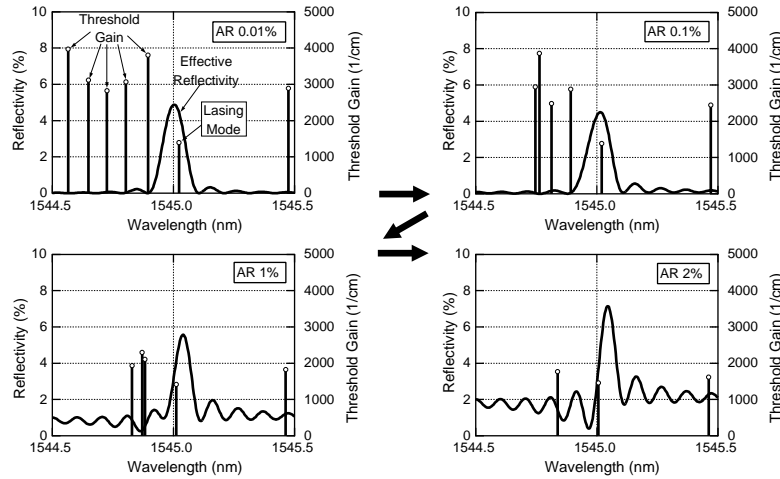 10
8
6
4
2
0
Reflectivity (%)
Threshold
Gain
Effective
Reflectivity
Lasing
Mode
AR 0.01%
5000
4000
3000
2000
1000
0
Threshold Gain (1/cm)
1544.5
1545.0
1545.5
Wavelength (nm)
10
8
6
4
2
0
Reflectivity (%)
AR 0.1%
5000
4000
3000
2000
1000
0
Threshold Gain (1/cm)
1544.5
1545.0
1545.5
Wavelength (nm)
10
8
6
4
2
0
Reflectivity (%)
AR 1%
5000
4000
3000
2000
1000
0
Threshold Gain (1/cm)
1544.5
1545.0
1545.5
Wavelength (nm)
10
8
6
4
2
0
Reflectivity (%)
AR 2%
5000
4000
3000
2000
1000
0
Threshold Gain (1/cm)
1544.5
1545.0
1545.5
Wavelength (nm)